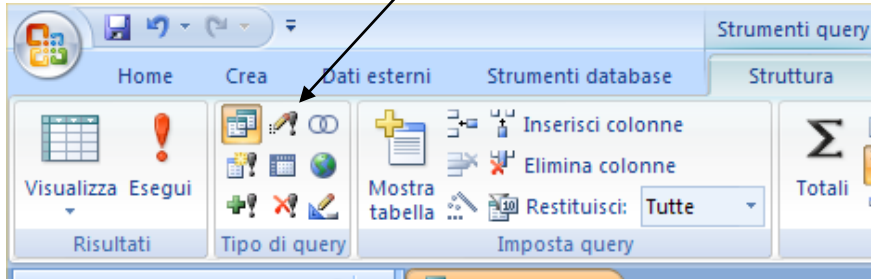 Strumenti query
Home Crea Dati esterni Strumenti database Struttura
Inserisci colonne
Elimina colonne
Visualizza Esegui Mostra tabella Restituisci: Tutte Totali
Risultati Tipo di query Imposta query